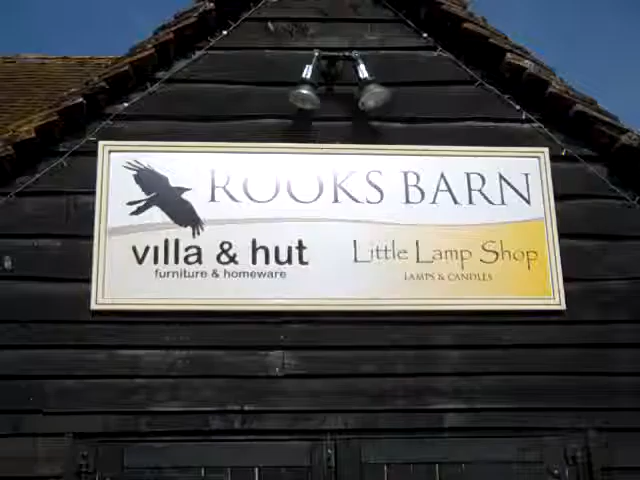 ROOKS BARN
villa & hut
furniture & homeware
Little Lamp Shop
LAMPS & CANDLES